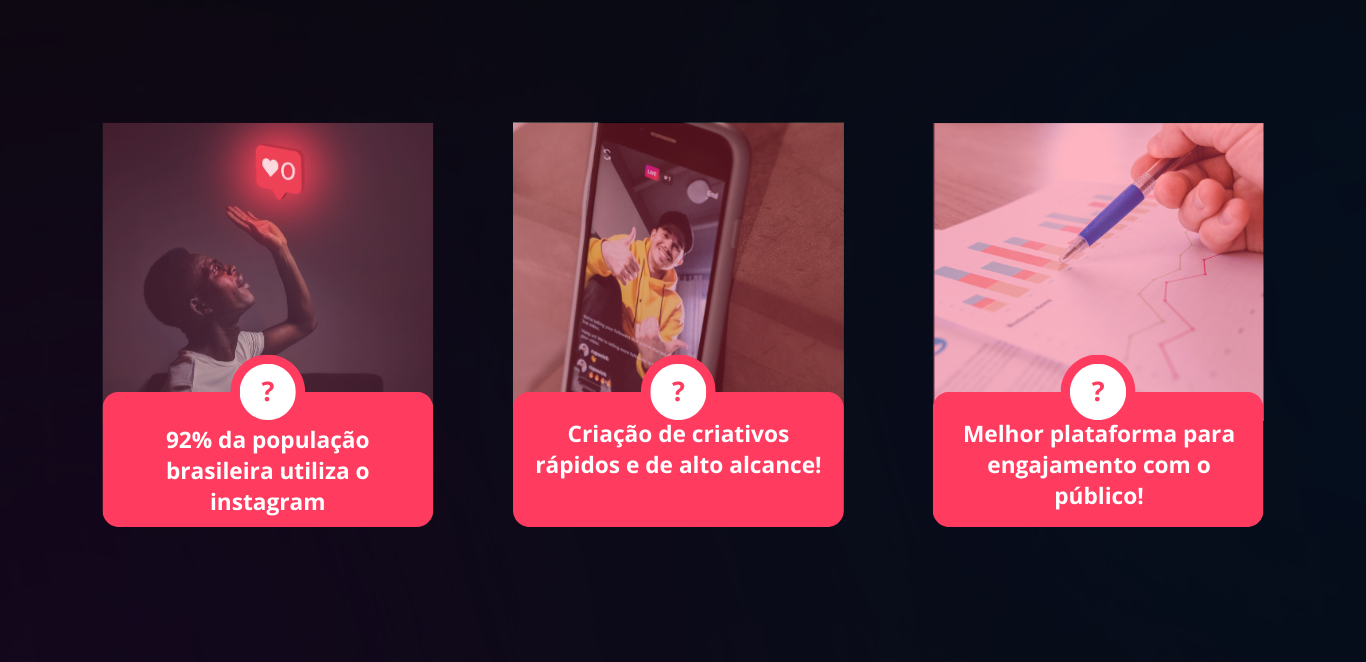 0
LIVE
?
92% da população
brasileira utiliza o
instagram
?
Criação de criativos
rápidos e de alto alcance!
?
Melhor plataforma para
engajamento com o
público!